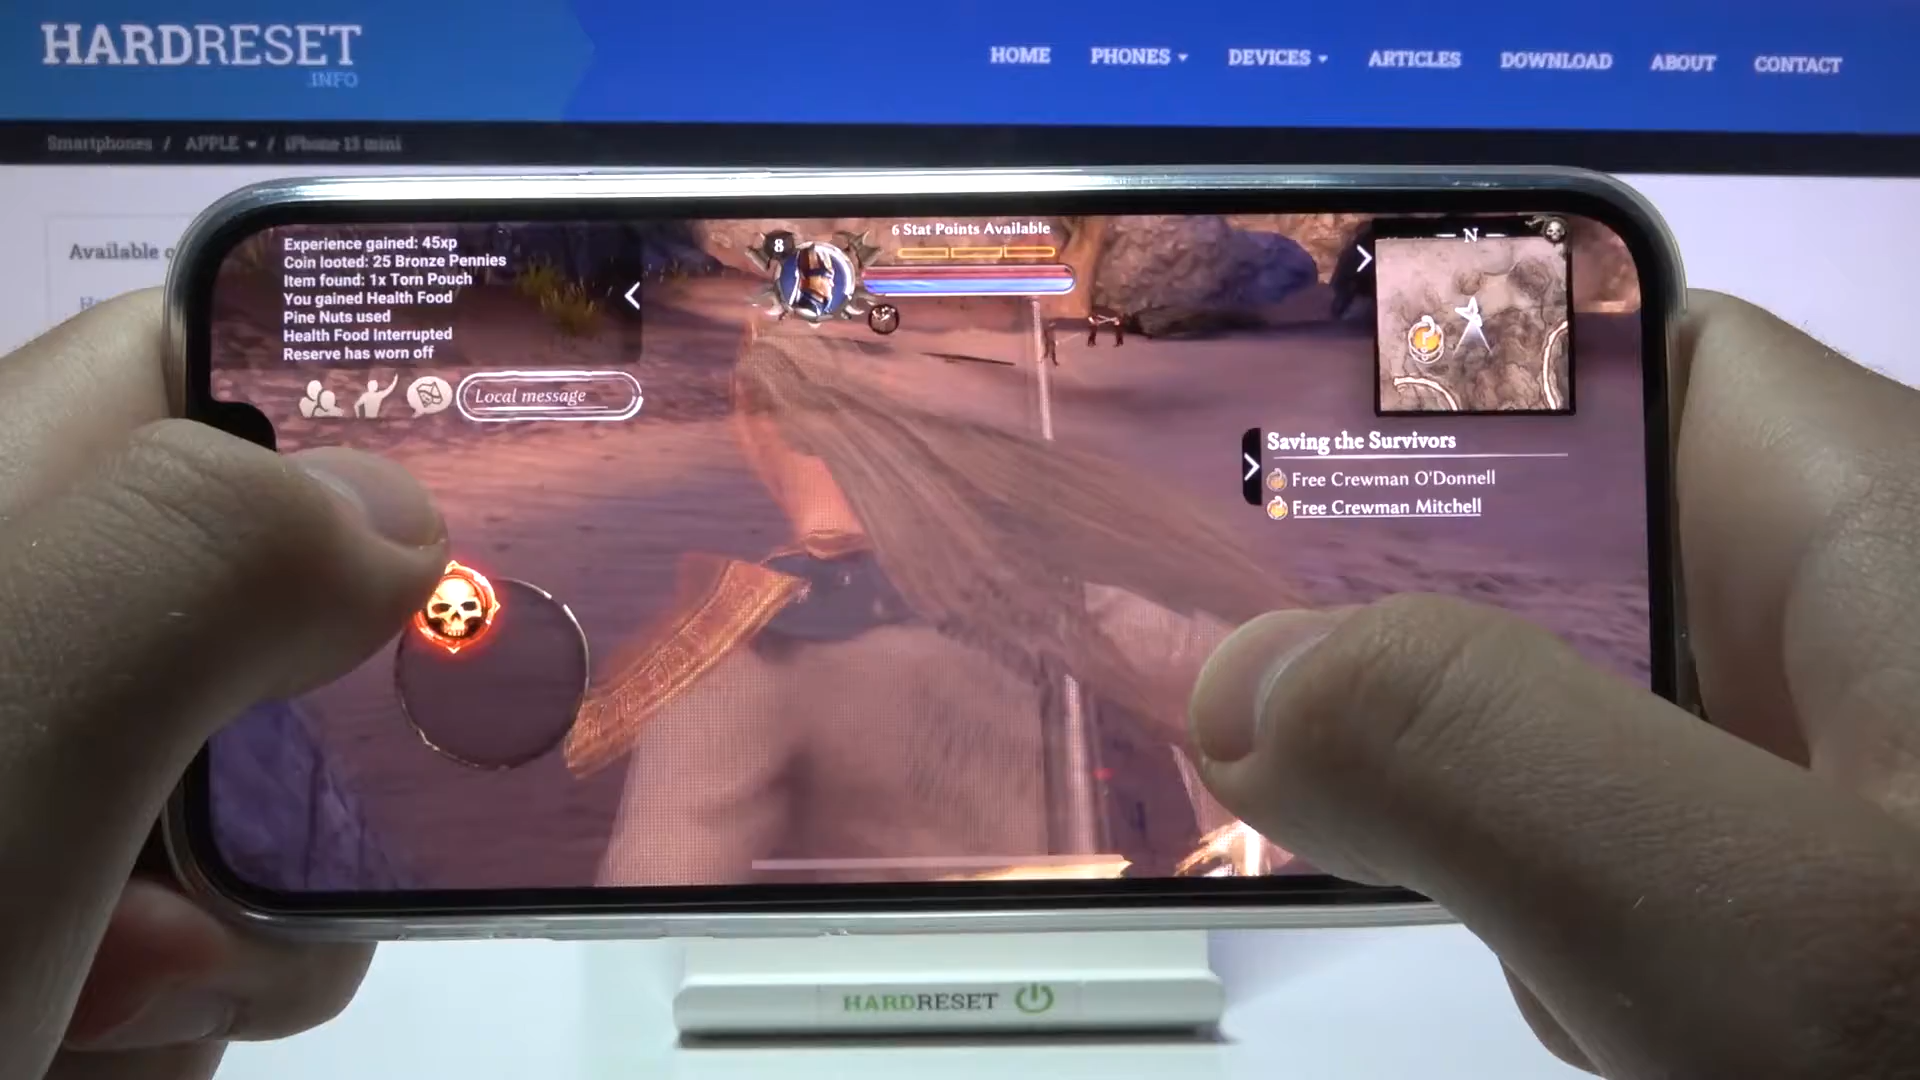 HARDRESET
.INFO
HOME PHONES DEVICES ARTICLES DOWNLOAD ABOUT CONTACT
Smartphones / APPLE / iPhone 13 mini
Available
Experience gained: 45xp
Coin looted: 25 Bronze Pennies
Item found: 1x Torn Pouch
You gained Health Food
Pine Nuts used
Health Food Interrupted
Reserve has worn off
Local message
8
6 Stat Points Available
N
Saving the Survivors
Free Crewman O'Donnell
Free Crewman Mitchell
HARDRESET